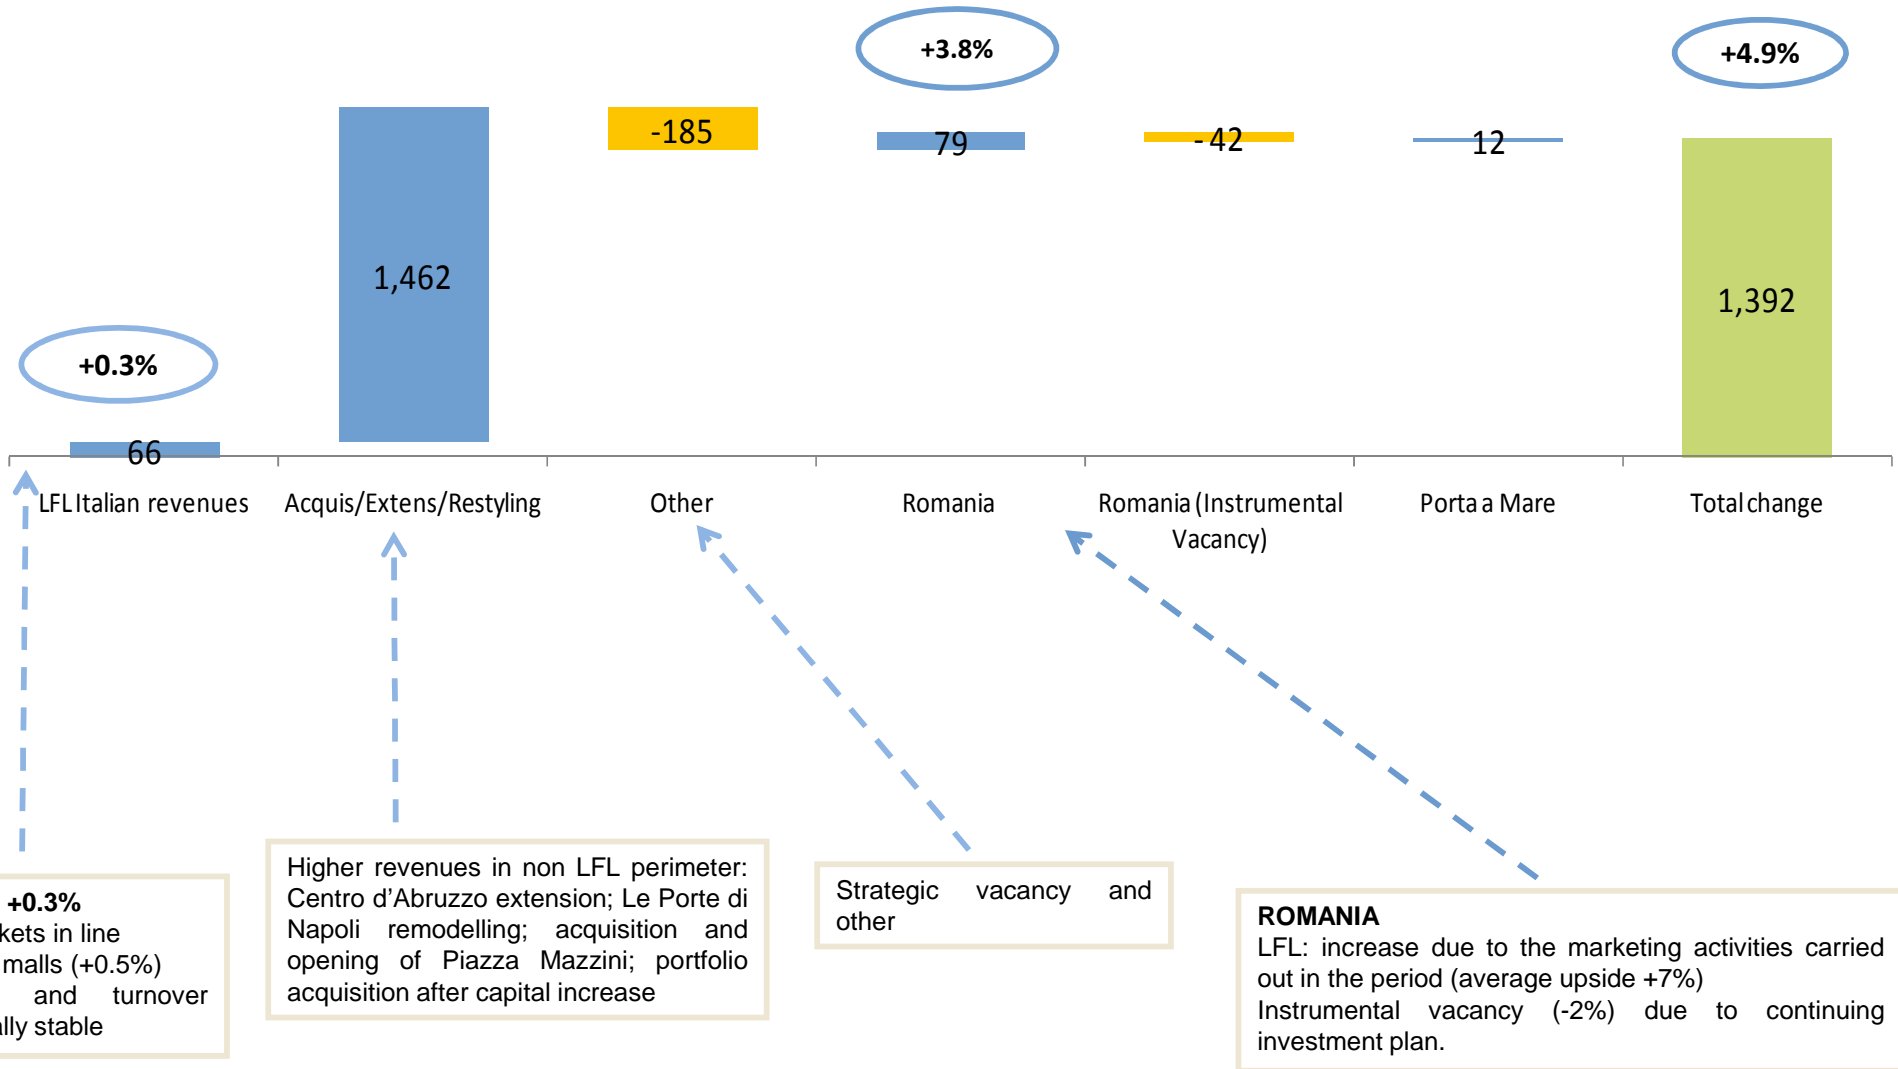 +3.8%
+4.9%
-185
79
-42
12
1,462
1,392
+0.3%
66
LFL Italian revenues
Acquis/Extens/Restyling
Other
Romania
Romania (Instrumental
Vacancy)
Porta a Mare
Total change
+0.3%
kets in line
malls (+0.5%)
and turnover
ally stable
Higher revenues in non LFL perimeter:
Centro d'Abruzzo extension; Le Porte di
Napoli remodelling; acquisition and
opening of Piazza Mazzini; portfolio
acquisition after capital increase
Strategic vacancy and
other
ROMANIA
LFL: increase due to the marketing activities carried
out in the period (average upside +7%)
Instrumental vacancy (-2%) due to continuing
investment plan.